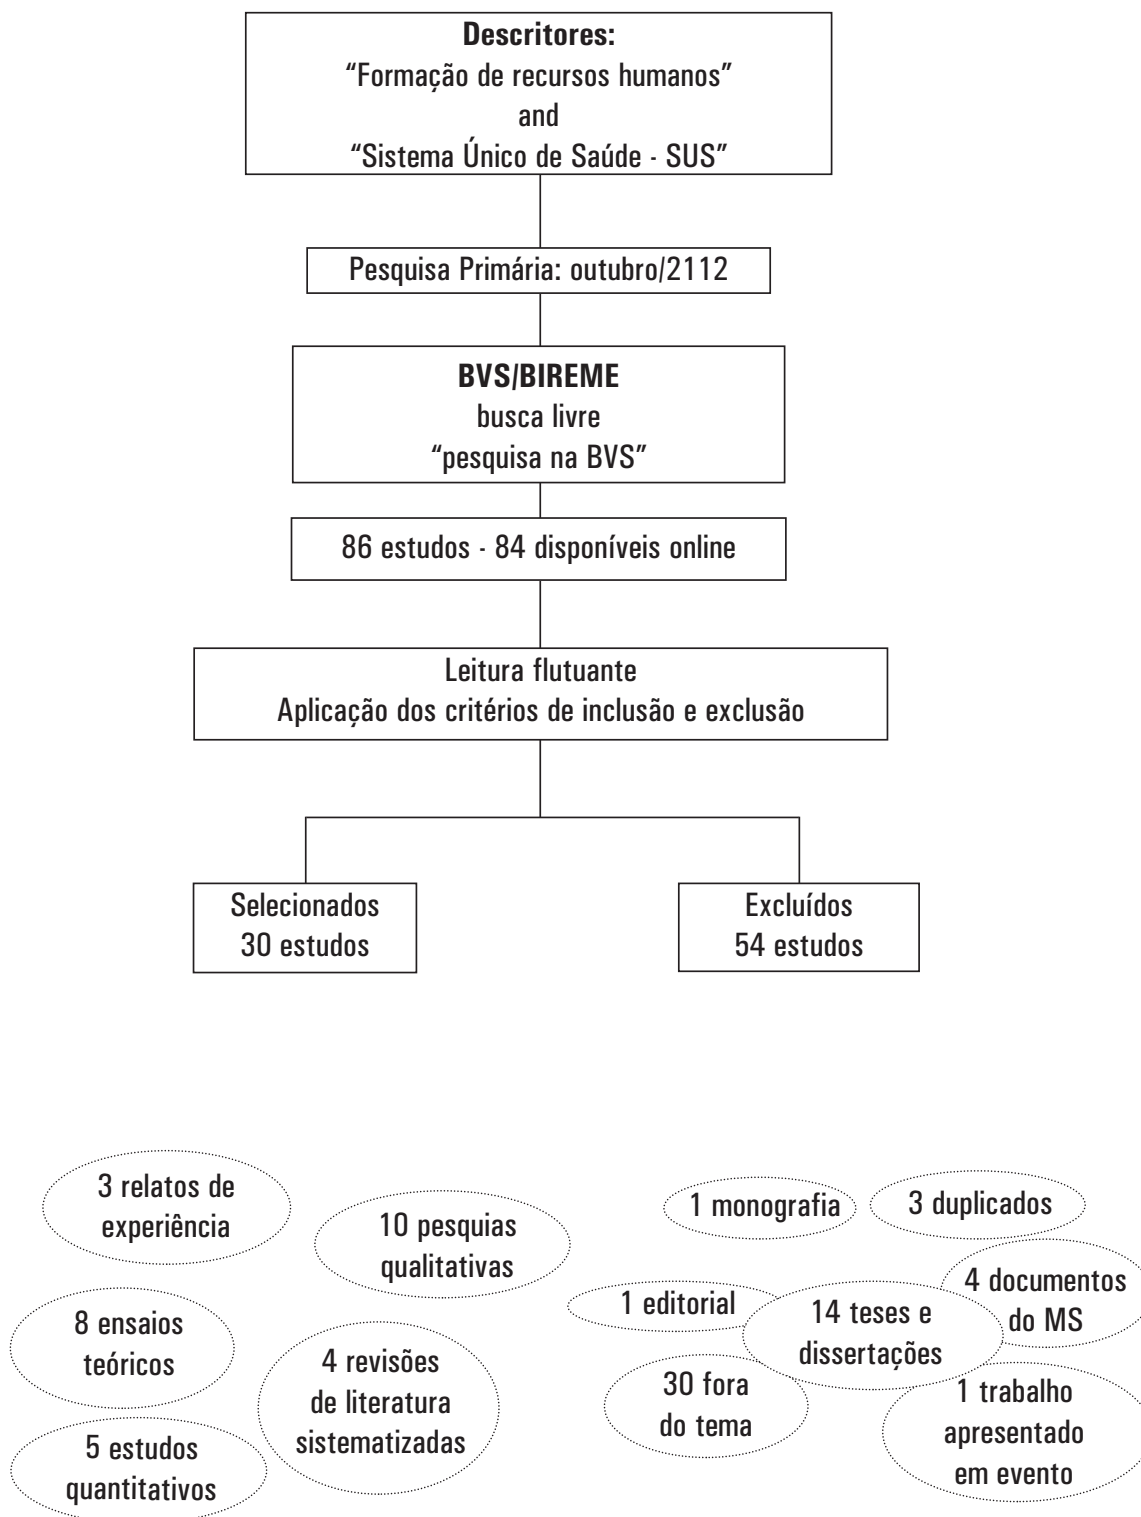 Descritores:
“Formação de recursos humanos”
and
“Sistema Único de Saúde - SUS”
Pesquisa Primária: outubro/2112
BVS/BIREME
busca livre
“pesquisa na BVS”
86 estudos - 84 disponíveis online
Leitura flutuante
Aplicação dos critérios de inclusão e exclusão
Selecionados
30 estudos
Excluídos
54 estudos
3 relatos de
experiência
10 pesquias
qualitativas
8 ensaios
teóricos
4 revisões
de literatura
sistematizadas
5 estudos
quantitativos
1 monografia
3 duplicados
1 editorial
14 teses e
dissertações
4 documentos
do MS
30 fora
do tema
1 trabalho
apresentado
em evento